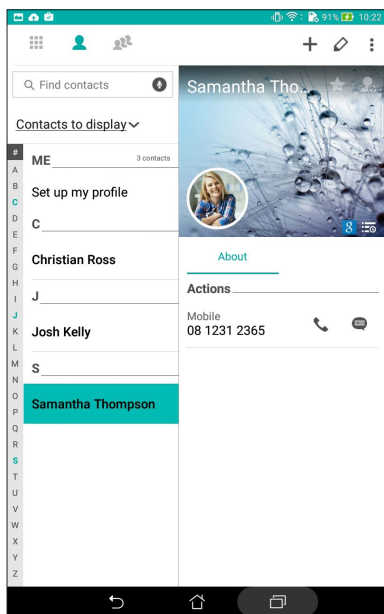 91% 10:22
Find contacts
Contacts to display
ME 3 contacts
Set up my profile
C
Christian Ross
J
Josh Kelly
S
Samantha Thompson
#
A
B
C
D
E
F
G
H
I
J
K
L
M
N
O
P
Q
R
S
T
U
V
W
X
Y
Z
Samantha Tho...
8
About
Actions
Mobile
08 1231 2365